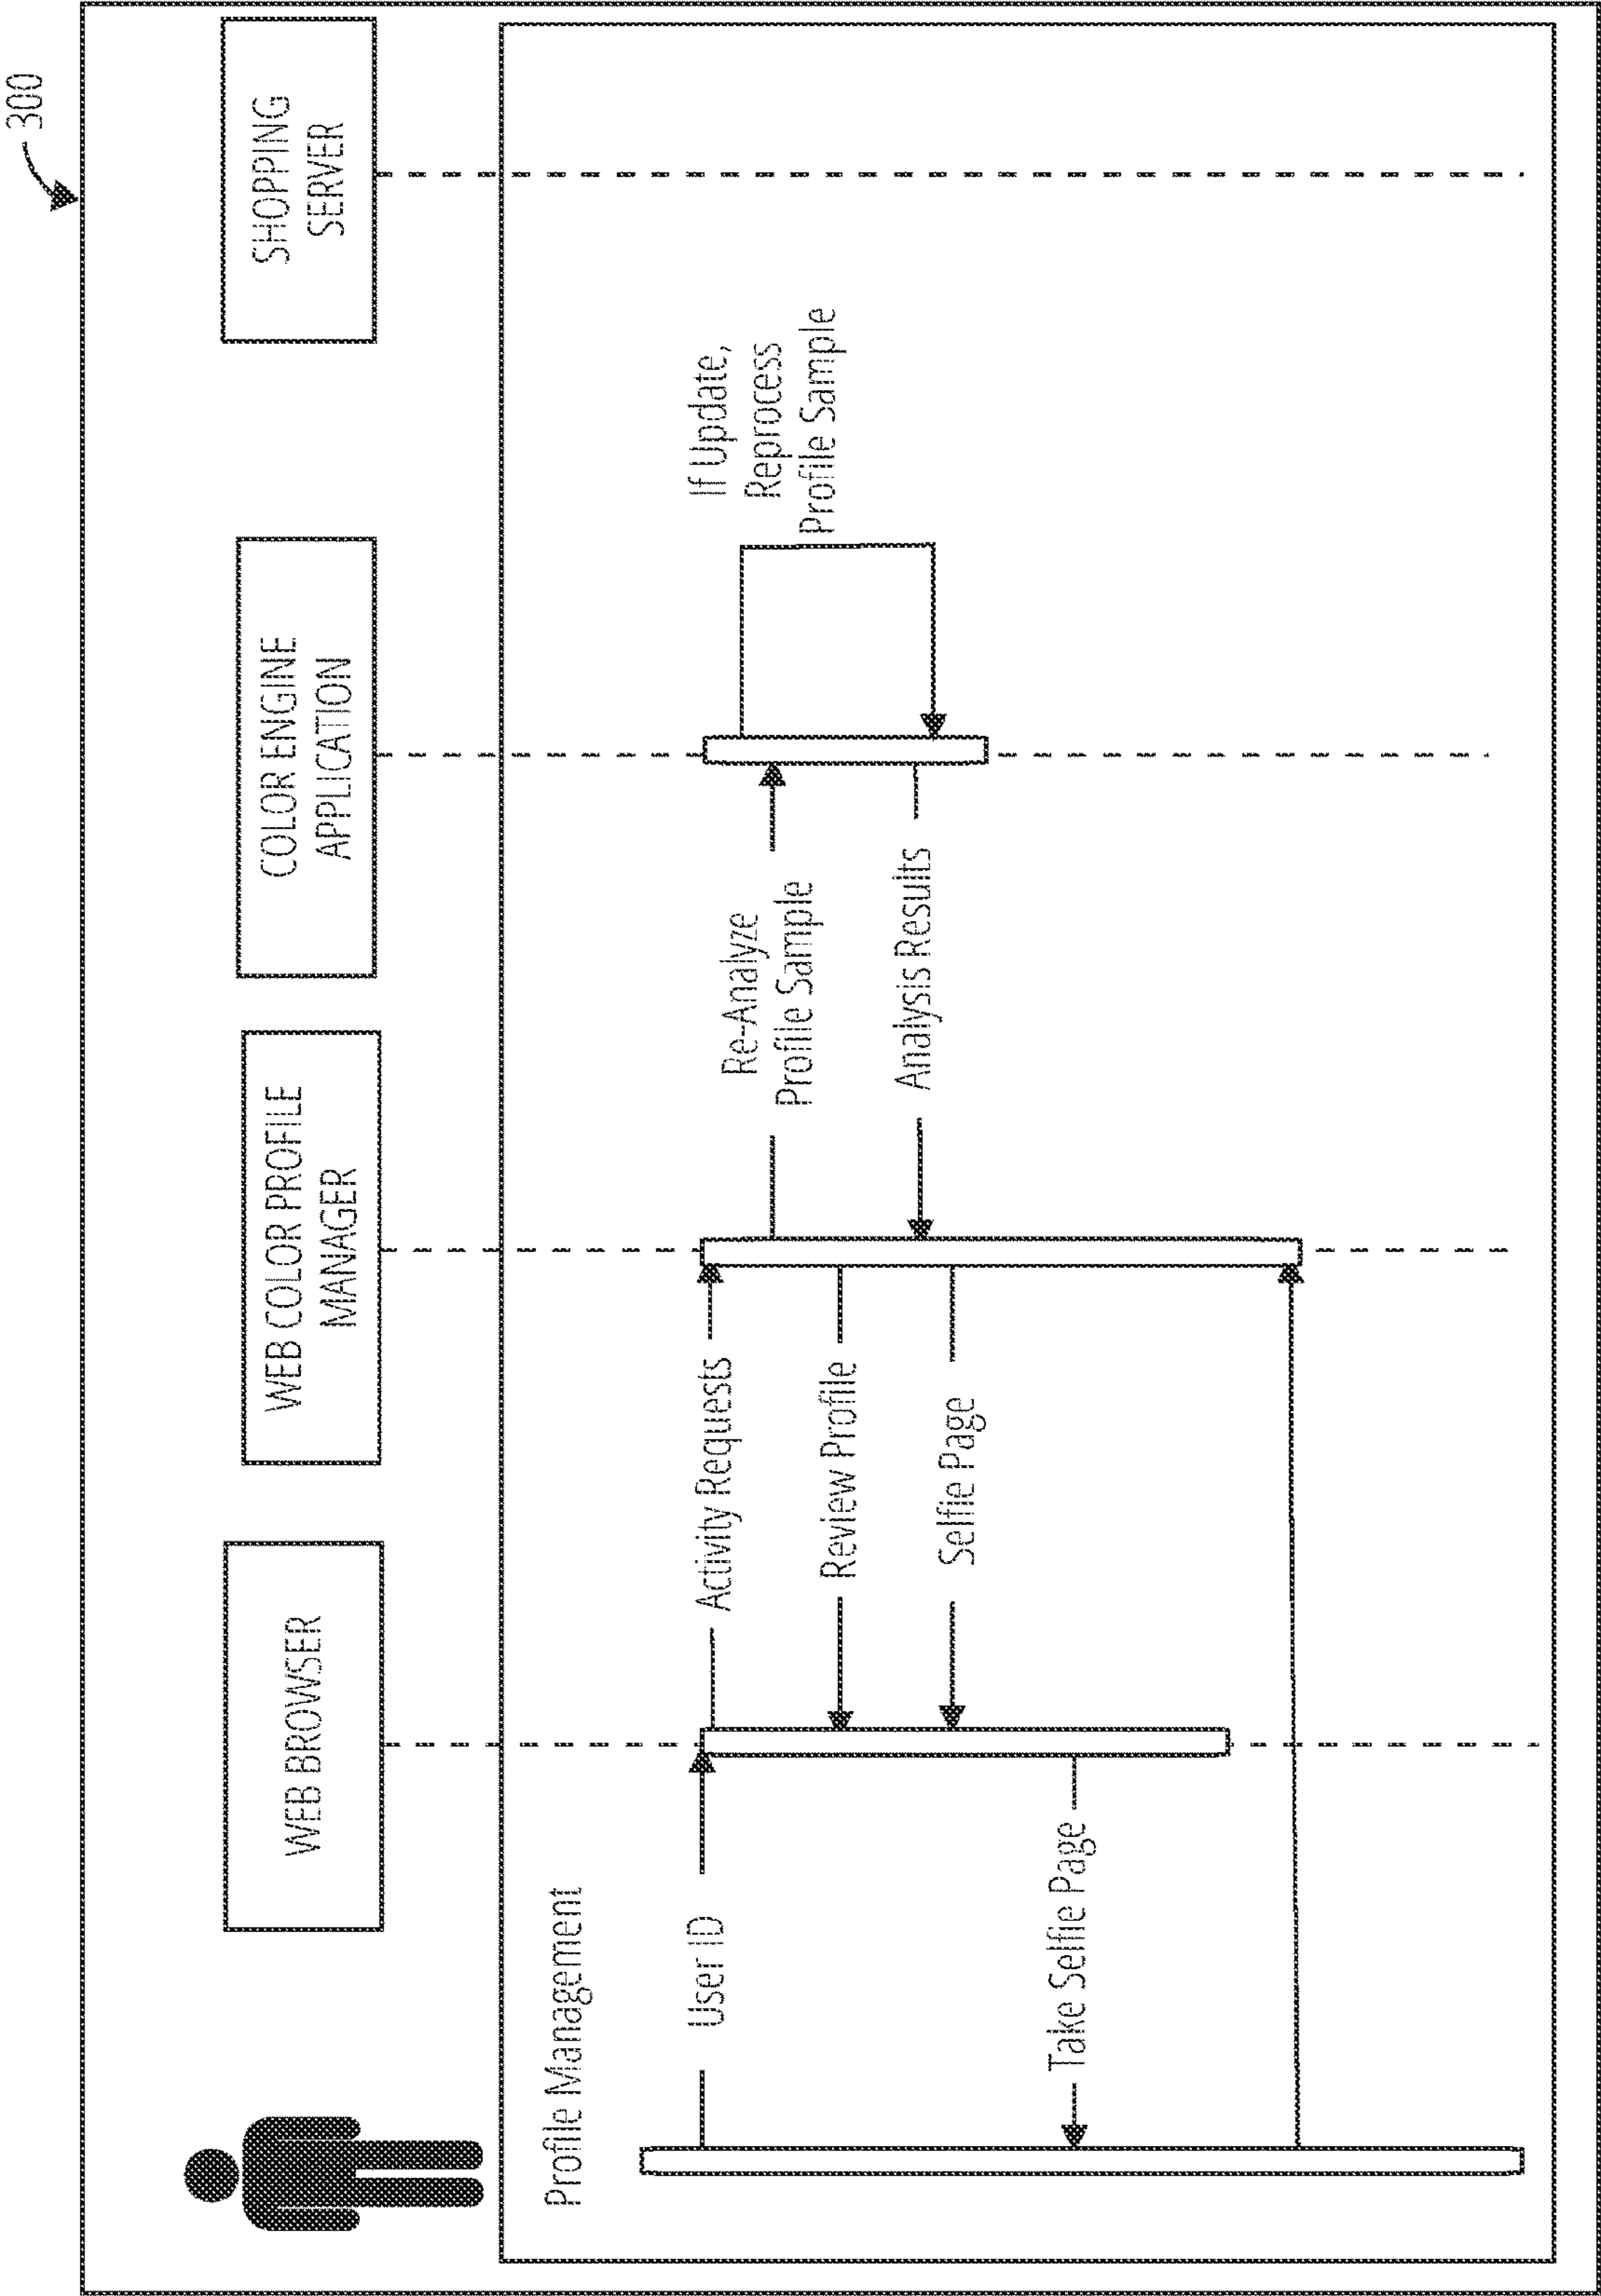 300
WEB BROWSER
WEB COLOR PROFILE
MANAGER
COLOR ENGINE
APPLICATION
SHOPPING
SERVER
Profile Management
User ID
Activity Requests
Re-Analyze
Profile Sample
If Update,
Reprocess
Profile Sample
Review Profile
Analysis Results
Selfie Page
Take Selfie Page